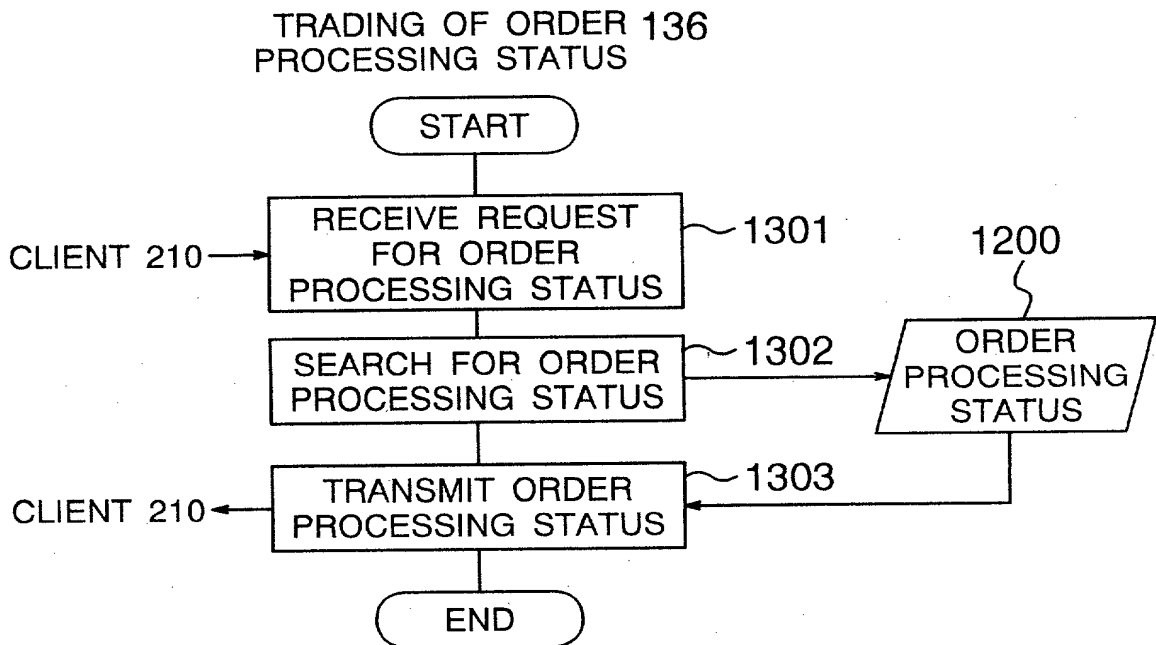 TRADING OF ORDER 136
PROCESSING STATUS
START
RECEIVE REQUEST
FOR ORDER
PROCESSING STATUS
1301
CLIENT 210
1200
SEARCH FOR ORDER
PROCESSING STATUS
1302
ORDER
PROCESSING
STATUS
TRANSMIT ORDER
PROCESSING STATUS
1303
CLIENT 210
END